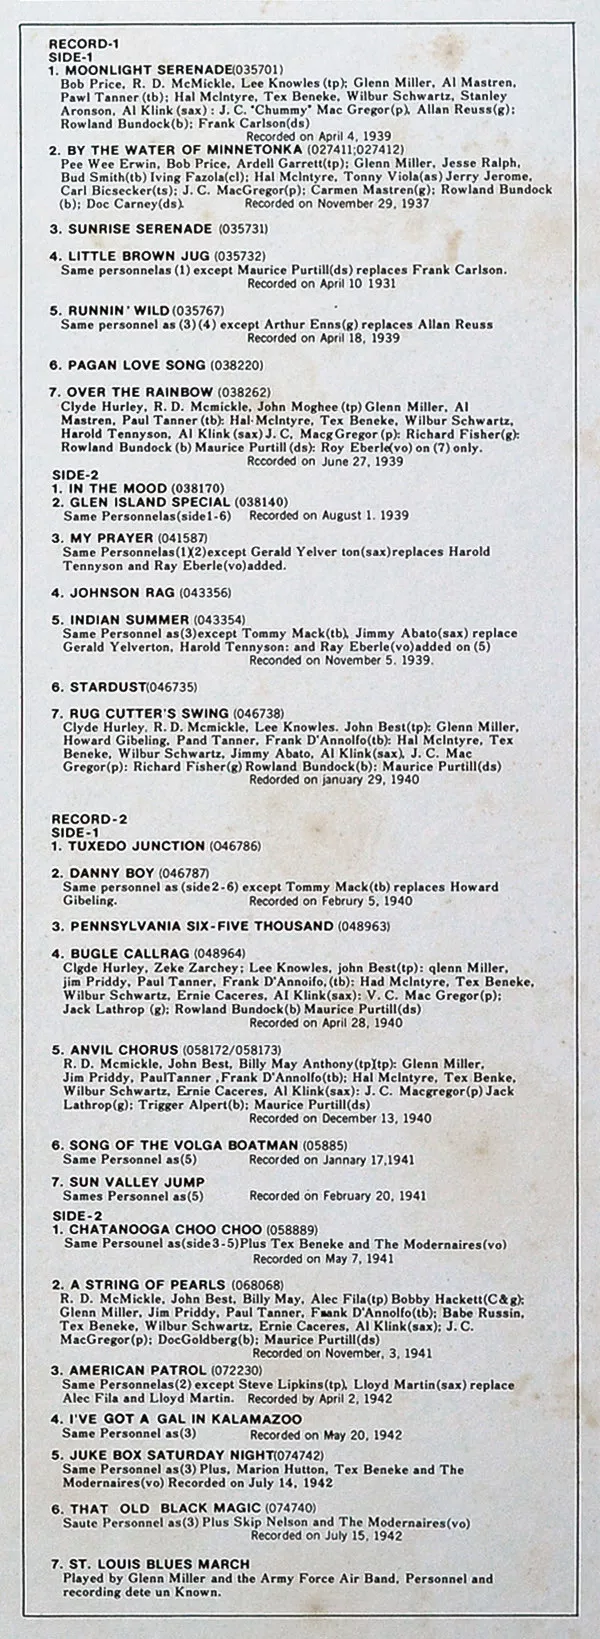 RECORD-1
SIDE-1
1. MOONLIGHT SERENADE(035701)
Bob Price, R. D. McMickle, Lee Knowles(tp); Glenn Miller, Al Mastren,
Pawl Tanner(tb); Hal McIntyre, Tex Beneke, Wilbur Schwartz, Stanley
Aronson, Al Klink(sax) : J. C. "Chummy" Mac Gregor(p), Allan Reuss(g);
Rowland Bundock(b); Frank Carlson(ds)
Recorded on April 4, 1939
2. BY THE WATER OF MINNETONKA (027411;027412)
Pee Wee Erwin, Bob Price, Ardell Garrett(tp); Glenn Miller, Jesse Ralph,
Bud Smith(tb) Iving Fazola(cl); Hal McIntyre, Tonny Viola(as) Jerry Jerome,
Carl Bicsecker(ts); J. C. MacGregor(p); Carmen Mastren(g); Rowland Bundock
(b); Doc Carney(ds). Recorded on November 29, 1937
3. SUNRISE SERENADE (035731)
4. LITTLE BROWN JUG (035732)
Same personnelas (1) except Maurice Purtill(ds) replaces Frank Carlson.
Recorded on April 10 1931
5. RUNNIN' WILD(035767)
Same personnel as (3)(4) except Arthur Enns(g) replaces Allan Reuss
Recorded on April 18, 1939
6. PAGAN LOVE SONG (038220)
7. OVER THE RAINBOW (038262)
Clyde Hurley, R. D. Mcmickle, John Moghee(tp) Glenn Miller, Al
Mastren, Paul Tanner(tb): Hal McIntyre, Tex Beneke, Wilbur Schwartz,
Harold Tennyson, Al Klink(sax) J. C. MacgGregor (p): Richard Fisher(g):
Rowland Bundock (b) Maurice Purtill (ds): Roy Eberle(vo) on (7) only.
Rccorded on June 27, 1939
SIDE-2
1. IN THE MOOD (038170)
2. GLEN ISLAND SPECIAL (038140)
Same Personnelas(side1-6) Recorded on August 1. 1939
3. MY PRAYER (041587)
Same Personnelas(1)(2)except Gerald Yelver ton(sax)replaces Harold
Tennyson and Ray Eberle(vo)added.
4. JOHNSON RAG (043356)
5. INDIAN SUMMER (043354)
Same Personnel as(3)except Tommy Mack(tb), Jimmy Abato(sax) replace
Gerald Yelverton, Harold Tennyson: and Ray Eberle(vo)added on (5)
Reconded on November 5. 1939.
6. STARDUST(046735)
7. RUG CUTTER'S SWING (046738)
Clyde Hurley, R. D. Mcmickle, Lee Knowles. John Best(tp): Glenn Miller,
Howard Gibeling, Pand Tanner, Frank D'Annolfo(tb): Hal McIntyre, Tex
Beneke, Wilbur Schwartz, Jimmy Abato, Al Klink(sax), J. C. Mac
Gregor(p): Richard Fisher(g) Rowland Bundock(b); Maurice Purtill(ds)
Redorded on january 29, 1940
RECORD-2
SIDE-1
1. TUXEDO JUNCTION (046786)
2. DANNY BOY (046787)
Same personnel as (side2-6) except Tommy Mack(tb) replaces Howard
Gibeling. Recorded on Februry 5, 1940
3. PENNSYLVANIA SIX-FIVE THOUSAND (048963)
4. BUGLE CALLRAG (048964)
Clgde Hurley, Zeke Zarchey; Lee Knowles, john Best(tp): qlenn Miller,
jim Priddy, Paul Tanner, Frank D'Annoifo,(tb): Had McIntyre, Tex Beneke,
Wilbur Schwartz, Ernie Caceres, Al Klink(sax): V. C. Mac Gregor(p);
Jack Lathrop (g); Rowland Bundock(b) Maurice Purtill(ds)
Recorded on April 28, 1940
5. ANVIL CHORUS (058172/058173)
R. D. Mcmickle, John Best, Billy May Anthony(tp)(tp): Glenn Miller,
Jim Priddy, PaulTanner ,Frank D'Annolfo(tb); Hal McIntyre, Tex Benke,
Wilbur Schwartz, Ernie Caceres, Al Klink(sax): J. C. Macgregor(p) Jack
Lathrop(g); Trigger Alpert(b); Maurice Purtill(ds)
Recorded on December 13, 1940
6. SONG OF THE VOLGA BOATMAN (05885)
Same Personnel as(5) Recorded on Jannary 17,1941
7. SUN VALLEY JUMP
Sames Personnel as(5) Recorded on February 20, 1941
SIDE-2
1. CHATANOOGA CHOO CHOO (058889)
Same Persounel as(side3-5)Plus Tex Beneke and The Modernaires(vo)
Recorded on May 7, 1941
2. A STRING OF PEARLS (068068)
R. D. McMickle, John Best, Billy May, Alec Fila(tp) Bobby Hackett(C&g);
Glenn Miller, Jim Priddy, Paul Tanner, Frank D'Annolfo(tb); Babe Russin,
Tex Beneke, Wilbur Schwartz, Ernie Caceres, Al Klink(sax); J. C.
MacGregor(p); DocGoldberg(b); Maurice Purtill(ds)
Recorded on November, 3, 1941
3. AMERICAN PATROL (072230)
Same Personnelas(2) except Steve Lipkins(tp), Lloyd Martin(sax) replace
Alec Fila and Lloyd Martin. Recorded by April 2, 1942
4. I'VE GOT A GAL IN KALAMAZOO
Same Personnel as(3) Recorded on May 20, 1942
5. JUKE BOX SATURDAY NIGHT(074742)
Same Personnel as(3) Plus, Marion Hutton, Tex Beneke and The
Modernaires(vo) Recorded on July 14, 1942
6. THAT OLD BLACK MAGIC (074740)
Saute Personnel as(3) Plus Skip Nelson and The Modernaires(vo)
Recorded on July 15, 1942
7. ST. LOUIS BLUES MARCH
Played by Glenn Miller and the Army Force Air Band, Personnel and
recording dete un Known.